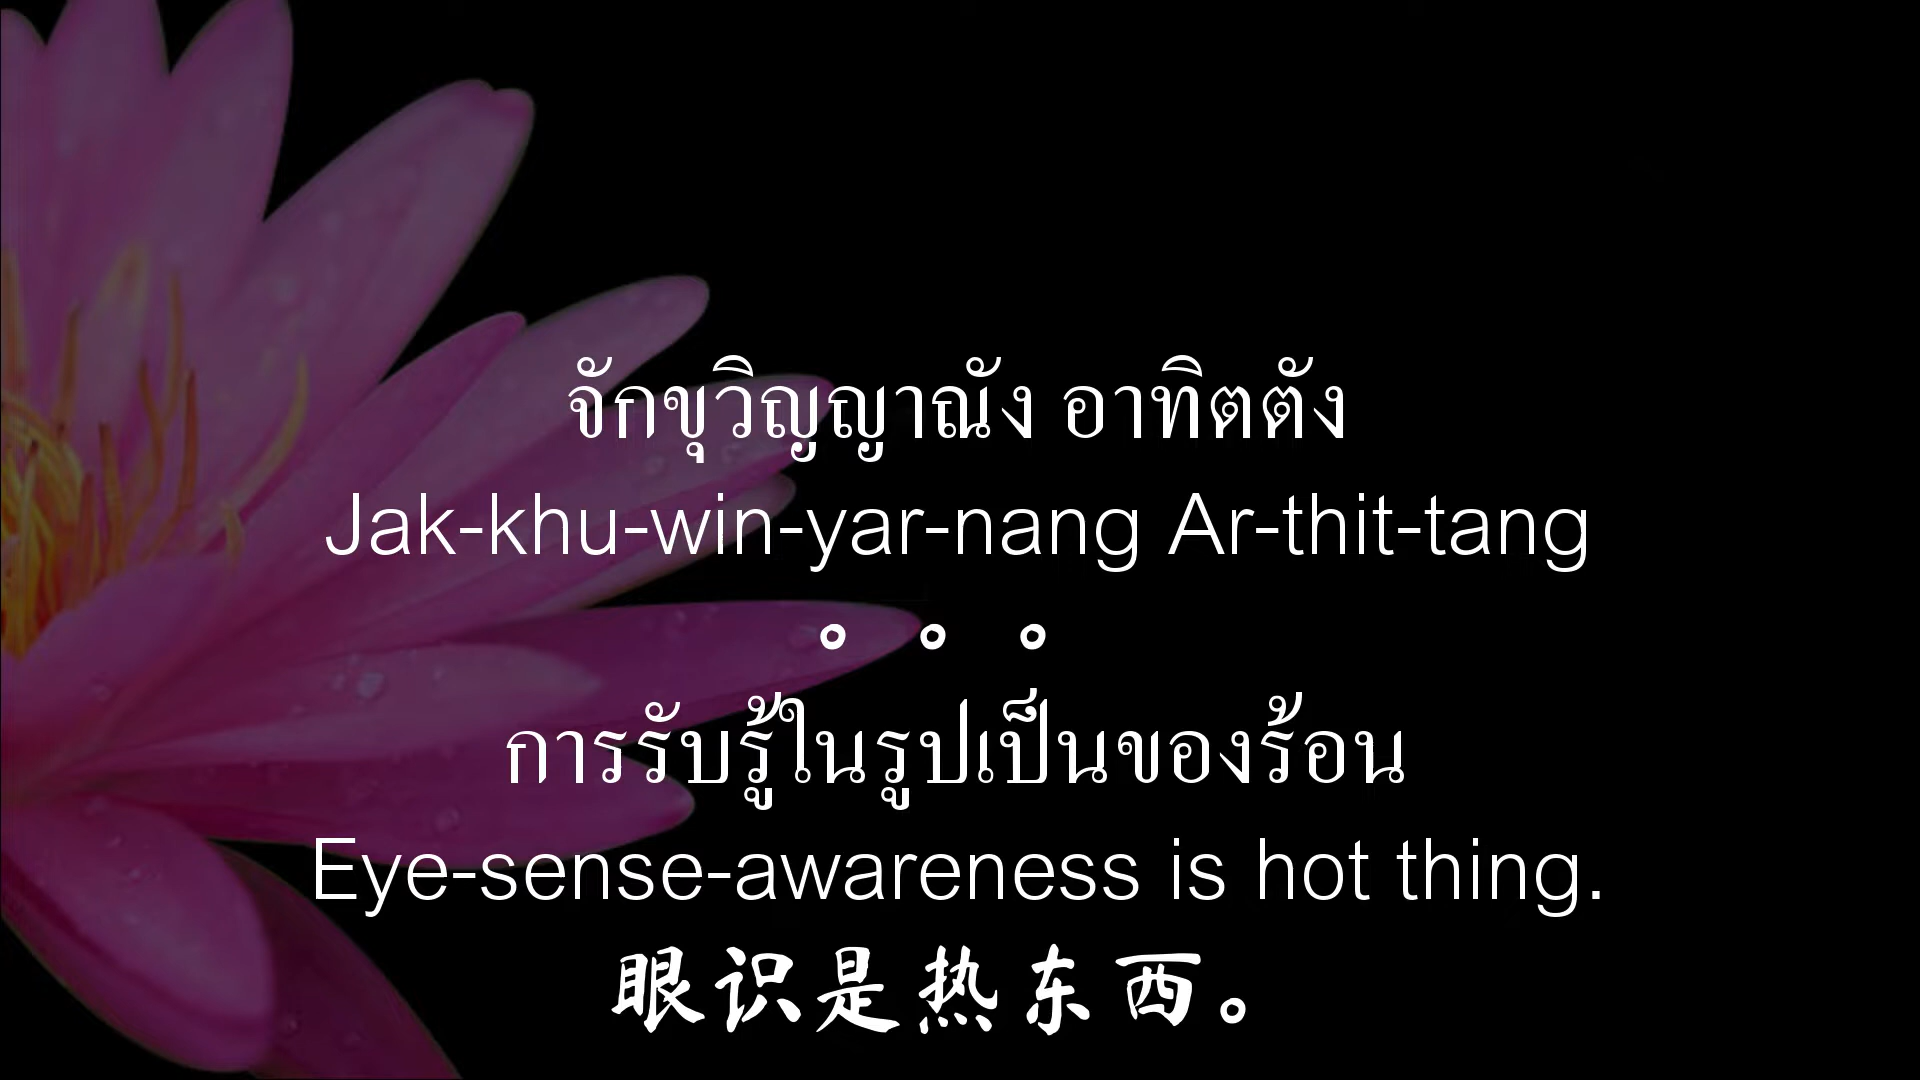 จักขุวิญญาณัง อาทิตตัง
Jak-khu-win-yar-nang Ar-thit-tang
。。。
การรับรู้ในรูปเป็นของร้อน
Eye-sense-awareness is hot thing.
眼识是热东西。